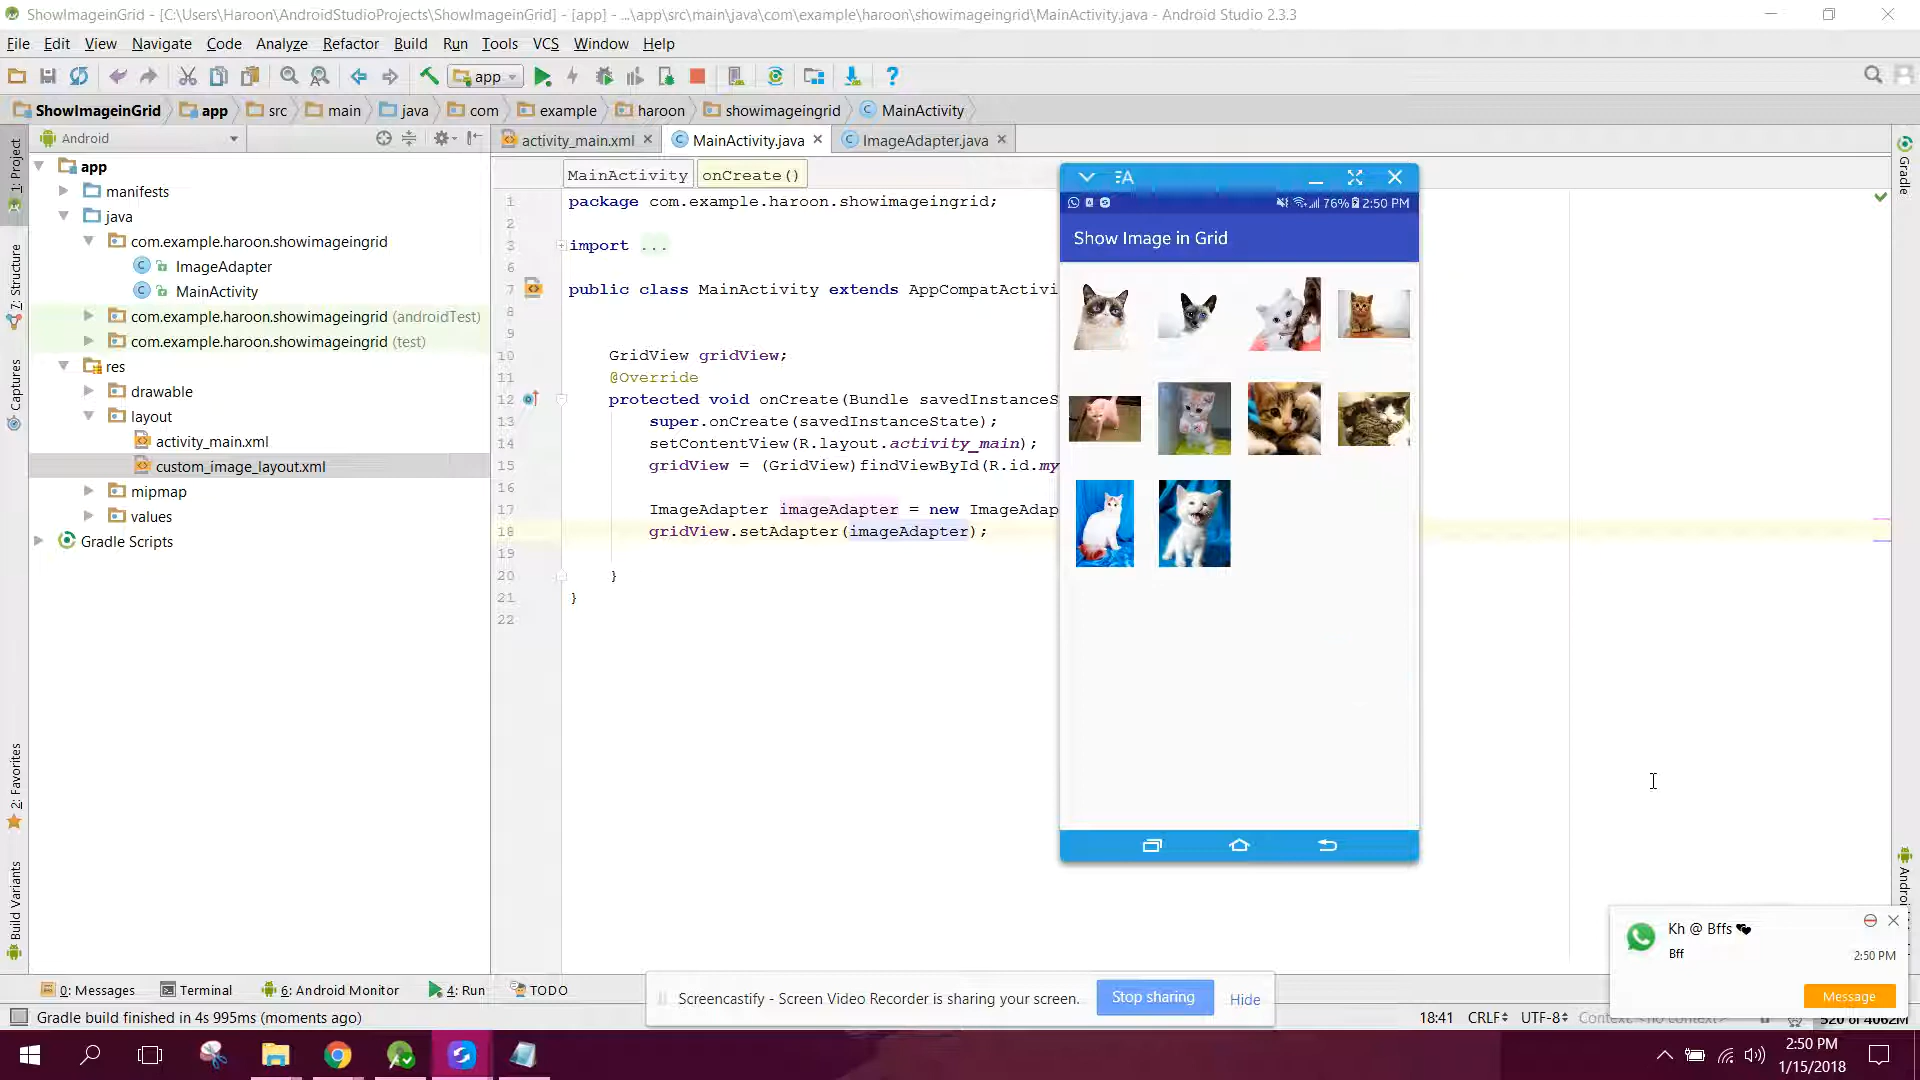 ShowImageinGrid - [C:\Users\Haroon\AndroidStudioProjects\ShowImageinGrid] - [app] - ...\app\src\main\java\com\example\haroon\showimageingrid\MainActivity.java - Android Studio 2.3.3
File Edit View Navigate Code Analyze Refactor Build Run Tools VCS Window Help
app
ShowImageinGrid app src main java com example haroon showimageingrid MainActivity
Android
activity_main.xml MainActivity.java ImageAdapter.java
MainActivity onCreate()
1: Project
7: Structure
Captures
2: Favorites
Build Variants
Gradle
app
manifests
java
com.example.haroon.showimageingrid
ImageAdapter
MainActivity
com.example.haroon.showimageingrid (androidTest)
com.example.haroon.showimageingrid (test)
res
drawable
layout
activity_main.xml
custom_image_layout.xml
mipmap
values
Gradle Scripts
1 package com.example.haroon.showimageingrid;
2
3 import ...
6
7 public class MainActivity extends AppCompatActivi
8
9
10 GridView gridView;
11 @Override
12 protected void onCreate(Bundle savedInstanceS
13 super.onCreate(savedInstanceState);
14 setContentView(R.layout.activity_main);
15 gridView = (GridView)findViewById(R.id.my
16
17 ImageAdapter imageAdapter = new ImageAdap
18 gridView.setAdapter(imageAdapter);
19
20 }
21 }
22
76% 2:50 PM
Show Image in Grid
Kh @ Bffs
Bff
2:50 PM
Message
0: Messages Terminal 6: Android Monitor 4: Run TODO
Screencastify - Screen Video Recorder is sharing your screen. Stop sharing Hide
Gradle build finished in 4s 995ms (moments ago)
18:41 CRLF UTF-8 Context: <no context>
520 of 4062M
2:50 PM
1/15/2018